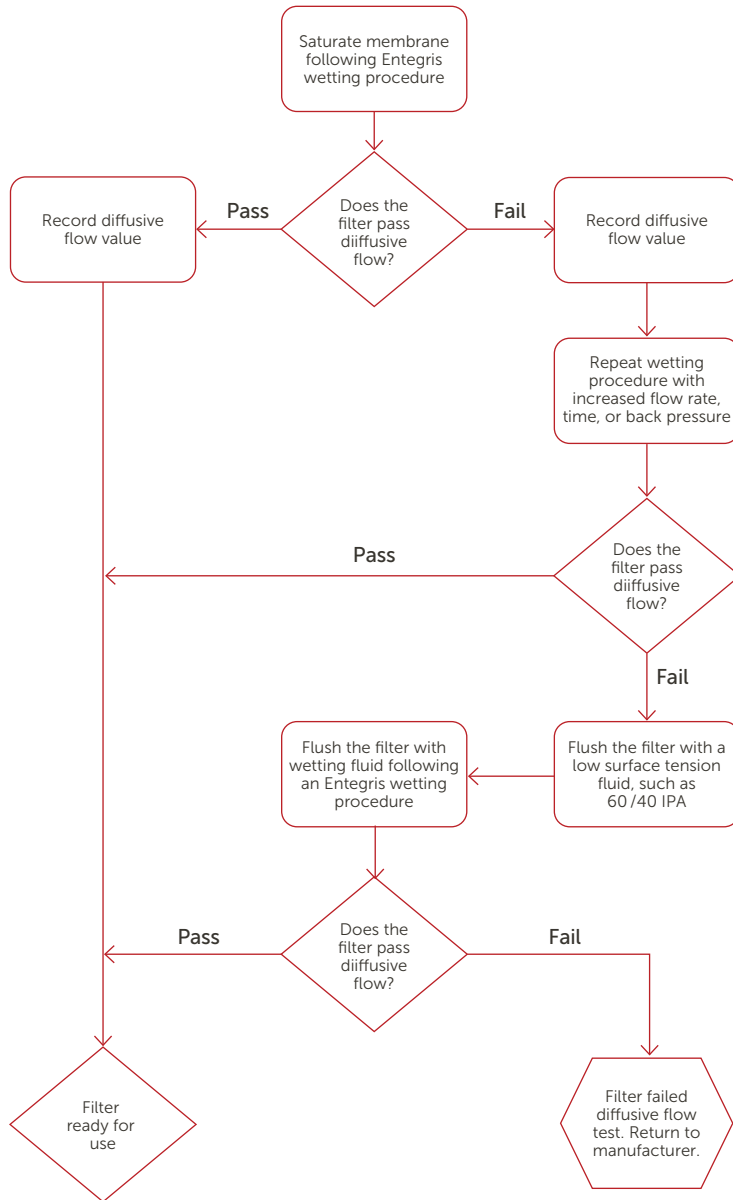 Saturate membrane
following Entegris
wetting procedure
Pass
Does the
filter pass
diiffusive
flow?
Fail
Record diffusive
flow value
Record diffusive
flow value
Repeat wetting
procedure with
increased flow rate,
time, or back pressure
Pass
Does the
filter pass
diiffusive
flow?
Fail
Flush the filter with
wetting fluid following
an Entegris wetting
procedure
Flush the filter with a
low surface tension
fluid, such as
60/40 IPA
Pass
Does the
filter pass
diiffusive
flow?
Fail
Filter
ready for
use
Filter failed
diffusive flow
test. Return to
manufacturer.